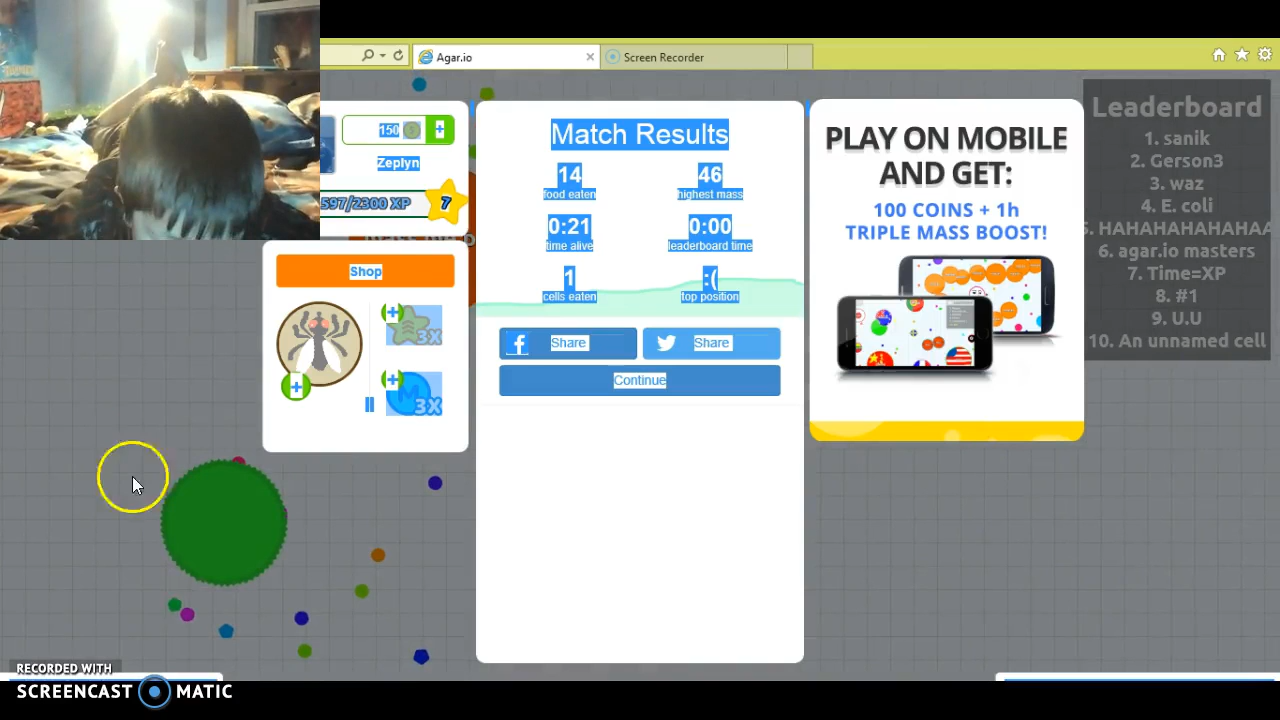 Agar.io
Screen Recorder
150
Zeplyn
597/2300 XP
7
Shop
3X
M 3X
Match Results
14 46
food eaten highest mass
0:21 0:00
time alive leaderboard time
1 :(
cells eaten top position
Share Share
Continue
PLAY ON MOBILE
AND GET:
100 COINS + 1h
TRIPLE MASS BOOST!
Leaderboard
1. sanik
2. Gerson3
3. waz
4. E. coli
5. HAHAHAHAHAHAA
6. agar.io masters
7. Time=XP
8. #1
9. U.U
10. An unnamed cell
RECORDED WITH
SCREENCAST MATIC